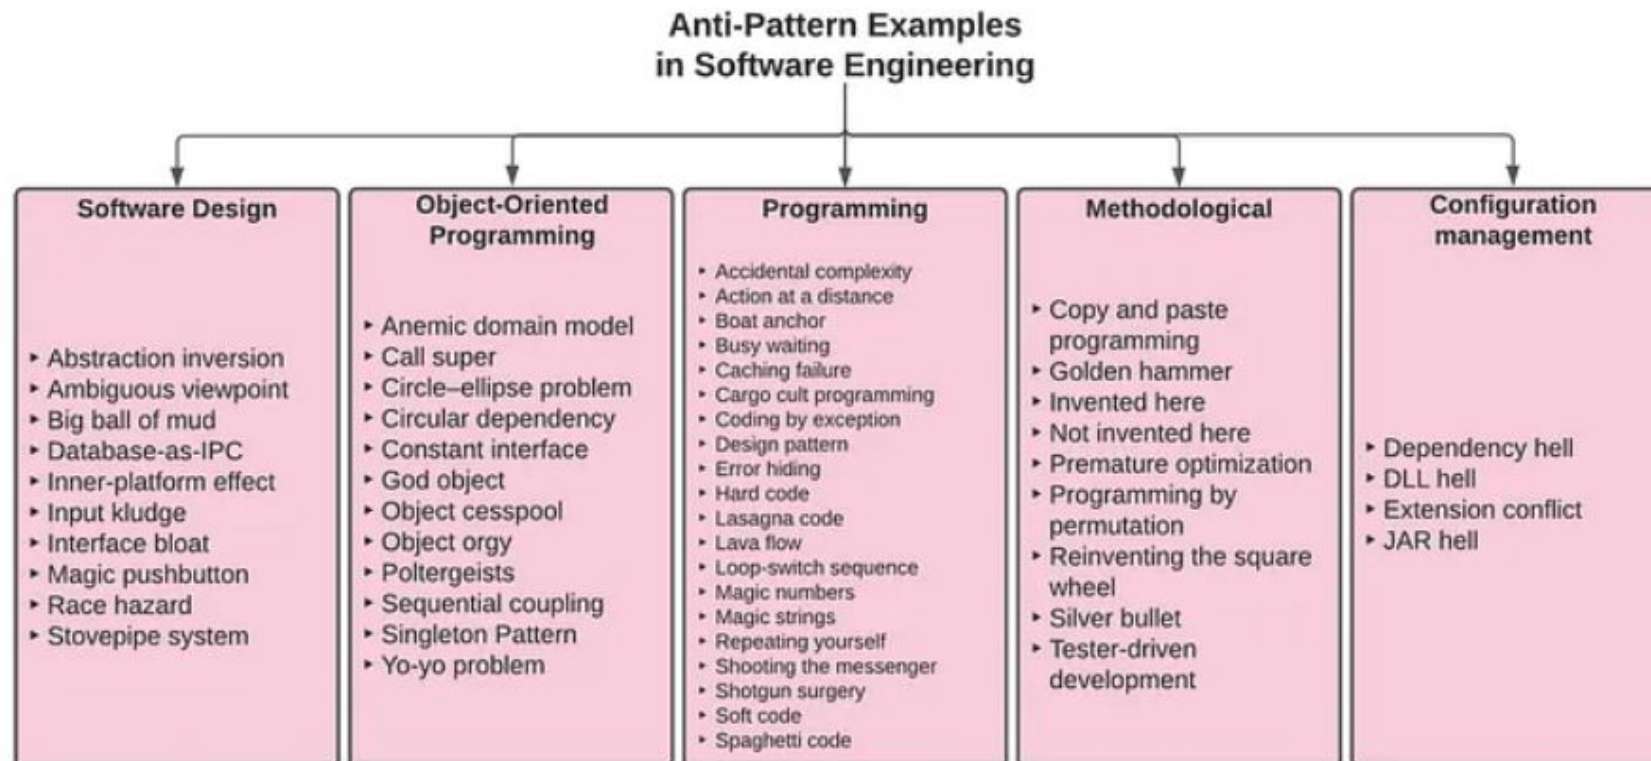 Anti-Pattern Examples
in Software Engineering
Software Design
‣ Abstraction inversion
‣ Ambiguous viewpoint
‣ Big ball of mud
‣ Database-as-IPC
‣ Inner-platform effect
‣ Input kludge
‣ Interface bloat
‣ Magic pushbutton
‣ Race hazard
‣ Stovepipe system
Object-Oriented
Programming
‣ Anemic domain model
‣ Call super
‣ Circle–ellipse problem
‣ Circular dependency
‣ Constant interface
‣ God object
‣ Object cesspool
‣ Object orgy
‣ Poltergeists
‣ Sequential coupling
‣ Singleton Pattern
‣ Yo-yo problem
Programming
‣ Accidental complexity
‣ Action at a distance
‣ Boat anchor
‣ Busy waiting
‣ Caching failure
‣ Cargo cult programming
‣ Coding by exception
‣ Design pattern
‣ Error hiding
‣ Hard code
‣ Lasagna code
‣ Lava flow
‣ Loop-switch sequence
‣ Magic numbers
‣ Magic strings
‣ Repeating yourself
‣ Shooting the messenger
‣ Shotgun surgery
‣ Soft code
‣ Spaghetti code
Methodological
‣ Copy and paste
programming
‣ Golden hammer
‣ Invented here
‣ Not invented here
‣ Premature optimization
‣ Programming by
permutation
‣ Reinventing the square
wheel
‣ Silver bullet
‣ Tester-driven
development
Configuration
management
‣ Dependency hell
‣ DLL hell
‣ Extension conflict
‣ JAR hell